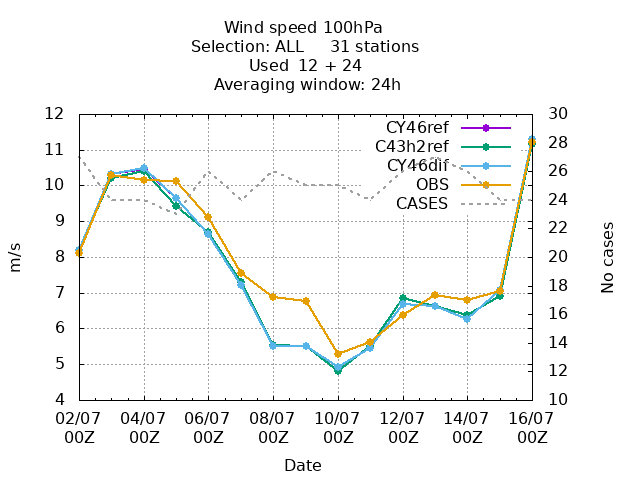 Wind speed 100hPa
Selection: ALL 31 stations
Used 12 + 24
Averaging window: 24h
12 30
11 28
10 26
9 24
8 22
7 20
6 18
5 16
4 14
12
10
m/s
No cases
CY46ref
C43h2ref
CY46dif
OBS
CASES
02/07 04/07 06/07 08/07 10/07 12/07 14/07 16/07
00Z 00Z 00Z 00Z 00Z 00Z 00Z 00Z
Date